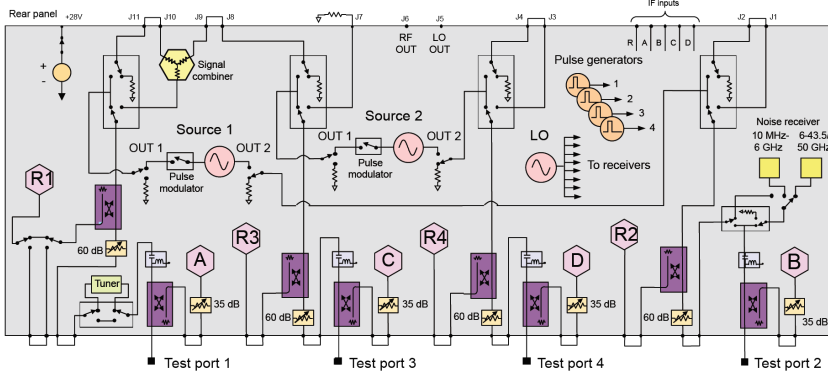 IF inputs
Rear panel
+28V
J11 J10 J9 J8 J7 J6 J5 J4 J3 J2 J1
RF OUT
LO OUT
R A B C D
+
-
Signal combiner
Pulse generators
1
2
3
4
Noise receiver
10 MHz-6 GHz
50 GHz
Source 1
Source 2
OUT 1
OUT 2
OUT 1
OUT 2
LO
To receivers
Pulse modulator
Pulse modulator
R1
R3
R4
R2
60 dB
A
C
D
B
Tuner
35 dB
60 dB
35 dB
60 dB
35 dB
60 dB
35 dB
Test port 1
Test port 3
Test port 4
Test port 2